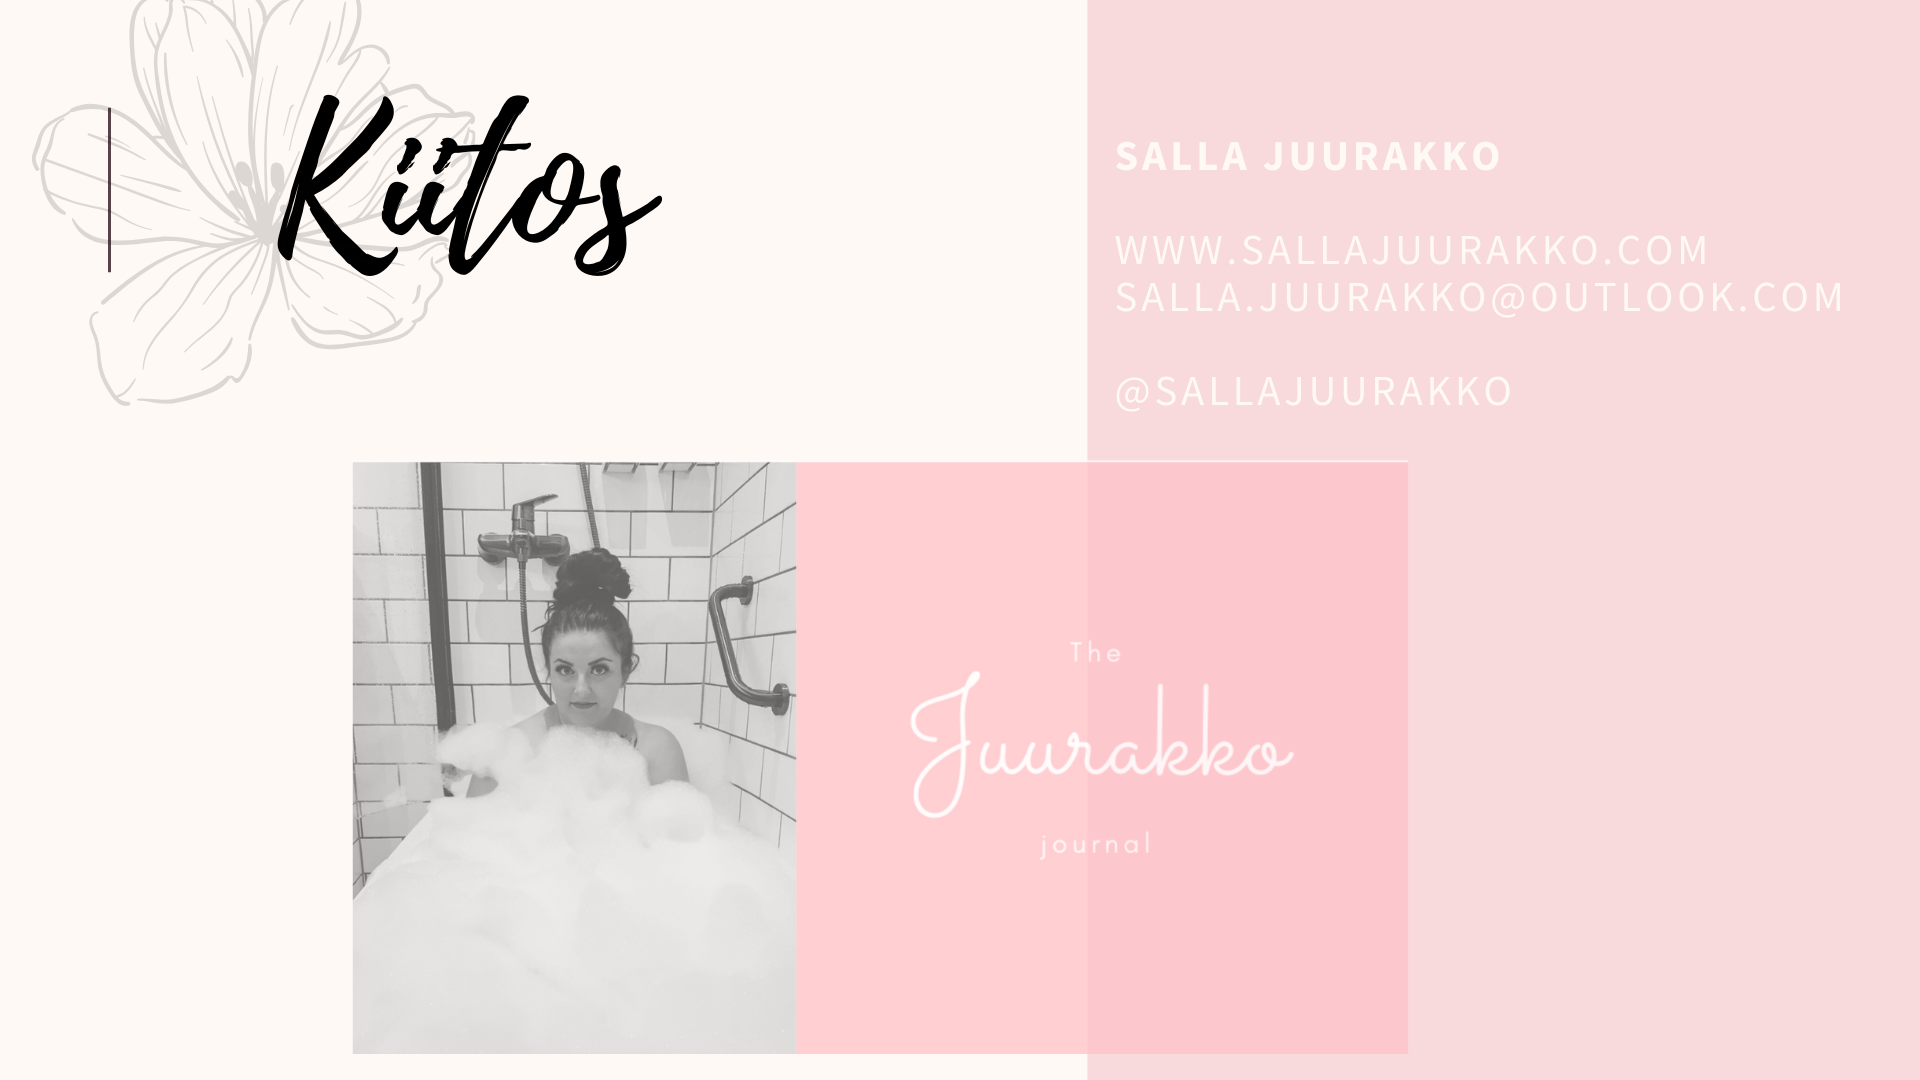 Kiitos
SALLA JUURAKKO
WWW.SALLAJUURAKKO.COM
SALLA.JUURAKKO@OUTLOOK.COM
@SALLAJUURAKKO
The
Juurakko
journal